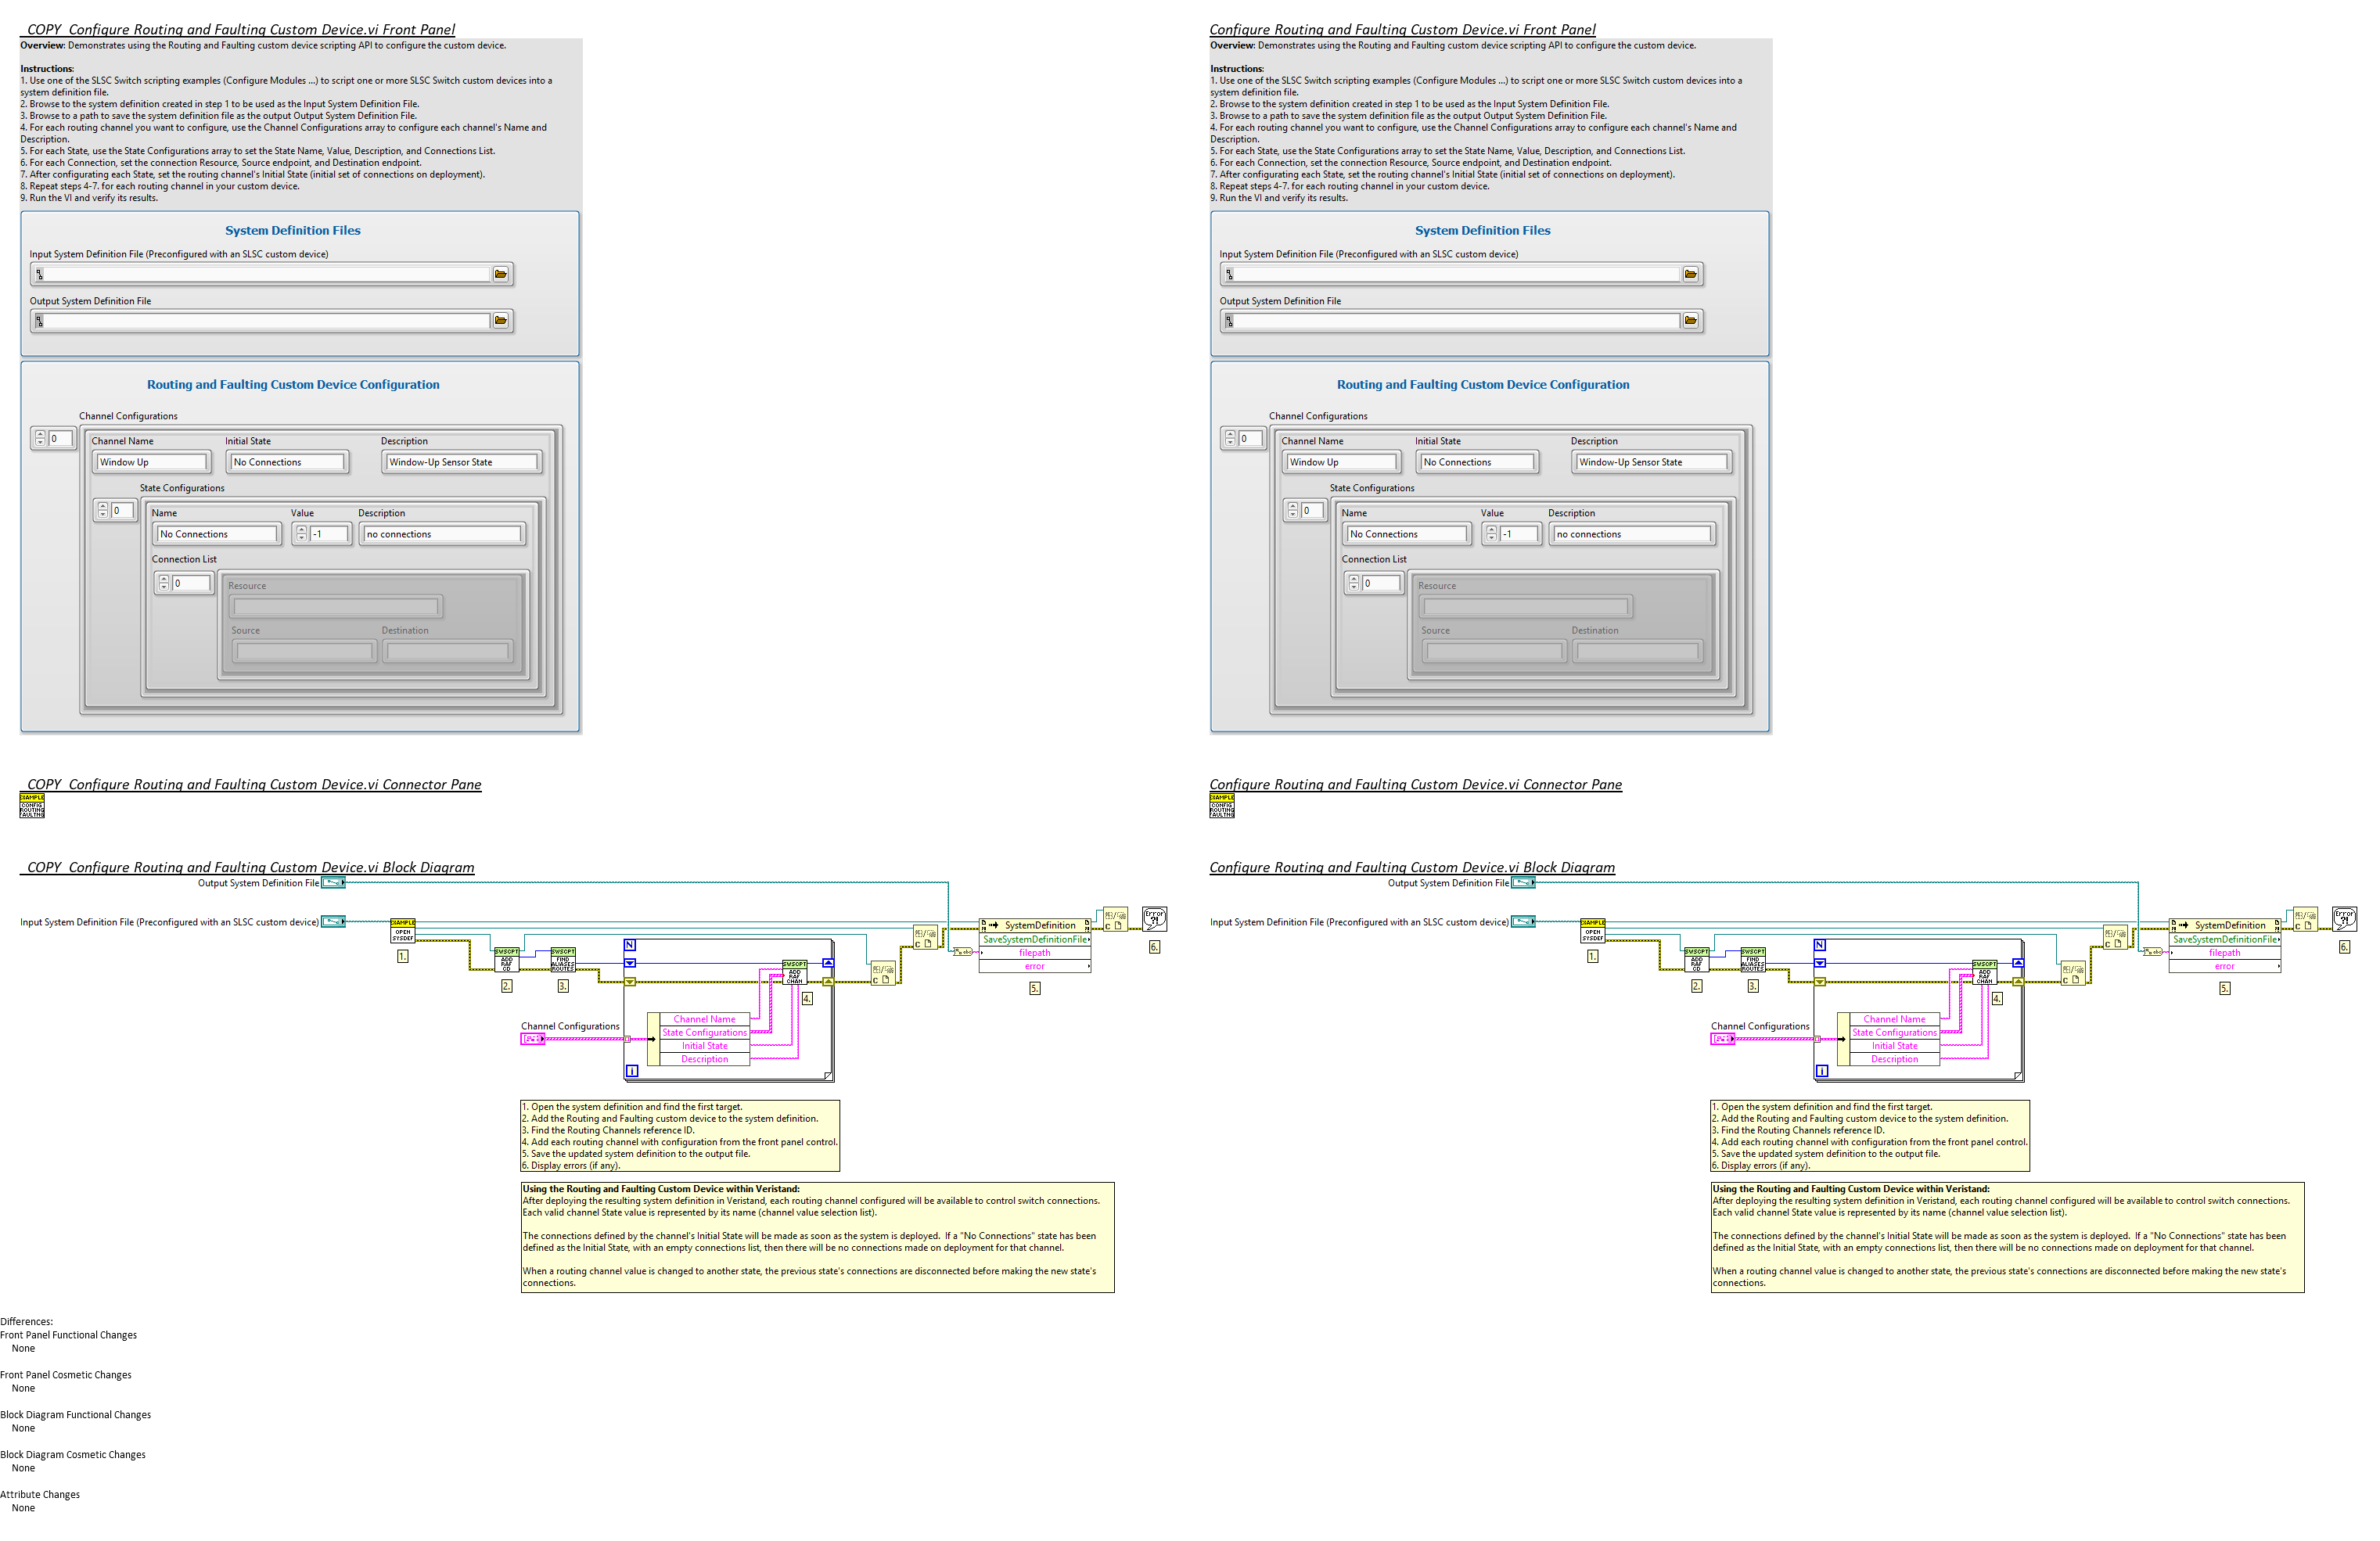 COPY  Configure Routing and Faulting Custom Device.vi Front Panel
Overview: Demonstrates using the Routing and Faulting custom device scripting API to configure the custom device.
Instructions:
1. Use one of the SLSC Switch scripting examples (Configure Modules ...) to script one or more SLSC Switch custom devices into a
system definition file.
2. Browse to the system definition created in step 1 to be used as the Input System Definition File.
3. Browse to a path to save the system definition file as the output Output System Definition File.
4. For each routing channel you want to configure, use the Channel Configurations array to configure each channel's Name and
Description.
5. For each State, use the State Configurations array to set the State Name, Value, Description, and Connections List.
6. For each Connection, set the connection Resource, Source endpoint, and Destination endpoint.
7. After configurating each State, set the routing channel's Initial State (initial set of connections on deployment).
8. Repeat steps 4-7. for each routing channel in your custom device.
9. Run the VI and verify its results.
System Definition Files
Input System Definition File (Preconfigured with an SLSC custom device)
Output System Definition File
Routing and Faulting Custom Device Configuration
Channel Configurations
0
Channel Name Initial State Description
Window Up No Connections Window-Up Sensor State
State Configurations
0
Name Value Description
No Connections -1 no connections
Connection List
0
Resource
Source Destination
Configure Routing and Faulting Custom Device.vi Front Panel
Overview: Demonstrates using the Routing and Faulting custom device scripting API to configure the custom device.
Instructions:
1. Use one of the SLSC Switch scripting examples (Configure Modules ...) to script one or more SLSC Switch custom devices into a
system definition file.
2. Browse to the system definition created in step 1 to be used as the Input System Definition File.
3. Browse to a path to save the system definition file as the output Output System Definition File.
4. For each routing channel you want to configure, use the Channel Configurations array to configure each channel's Name and
Description.
5. For each State, use the State Configurations array to set the State Name, Value, Description, and Connections List.
6. For each Connection, set the connection Resource, Source endpoint, and Destination endpoint.
7. After configurating each State, set the routing channel's Initial State (initial set of connections on deployment).
8. Repeat steps 4-7. for each routing channel in your custom device.
9. Run the VI and verify its results.
System Definition Files
Input System Definition File (Preconfigured with an SLSC custom device)
Output System Definition File
Routing and Faulting Custom Device Configuration
Channel Configurations
0
Channel Name Initial State Description
Window Up No Connections Window-Up Sensor State
State Configurations
0
Name Value Description
No Connections -1 no connections
Connection List
0
Resource
Source Destination
COPY  Configure Routing and Faulting Custom Device.vi Connector Pane
EXAMPLE
CONFIG
ROUTING
FAULTNG
Configure Routing and Faulting Custom Device.vi Connector Pane
EXAMPLE
CONFIG
ROUTING
FAULTNG
COPY  Configure Routing and Faulting Custom Device.vi Block Diagram
Output System Definition File
Input System Definition File (Preconfigured with an SLSC custom device)
EXAMPLE
OPEN
SYSDEF
1.
SWSCPT
ADD
RAF
CD
2.
SWSCPT
FIND
ALIASES
ROUTES
3.
N
SWSCPT
ADD
RAF
CHAN
4.
Channel Configurations
Channel Name
State Configurations
Initial State
Description
i
SystemDefinition
SaveSystemDefinitionFile
filepath
error
5.
Error
?!
6.
1. Open the system definition and find the first target.
2. Add the Routing and Faulting custom device to the system definition.
3. Find the Routing Channels reference ID.
4. Add each routing channel with configuration from the front panel control.
5. Save the updated system definition to the output file.
6. Display errors (if any).
Using the Routing and Faulting Custom Device within Veristand:
After deploying the resulting system definition in Veristand, each routing channel configured will be available to control switch connections.
Each valid channel State value is represented by its name (channel value selection list).
The connections defined by the channel's Initial State will be made as soon as the system is deployed.  If a "No Connections" state has been
defined as the Initial State, with an empty connections list, then there will be no connections made on deployment for that channel.
When a routing channel value is changed to another state, the previous state's connections are disconnected before making the new state's
connections.
Configure Routing and Faulting Custom Device.vi Block Diagram
Output System Definition File
Input System Definition File (Preconfigured with an SLSC custom device)
EXAMPLE
OPEN
SYSDEF
1.
SWSCPT
ADD
RAF
CD
2.
SWSCPT
FIND
ALIASES
ROUTES
3.
N
SWSCPT
ADD
RAF
CHAN
4.
Channel Configurations
Channel Name
State Configurations
Initial State
Description
i
SystemDefinition
SaveSystemDefinitionFile
filepath
error
5.
Error
?!
6.
1. Open the system definition and find the first target.
2. Add the Routing and Faulting custom device to the system definition.
3. Find the Routing Channels reference ID.
4. Add each routing channel with configuration from the front panel control.
5. Save the updated system definition to the output file.
6. Display errors (if any).
Using the Routing and Faulting Custom Device within Veristand:
After deploying the resulting system definition in Veristand, each routing channel configured will be available to control switch connections.
Each valid channel State value is represented by its name (channel value selection list).
The connections defined by the channel's Initial State will be made as soon as the system is deployed.  If a "No Connections" state has been
defined as the Initial State, with an empty connections list, then there will be no connections made on deployment for that channel.
When a routing channel value is changed to another state, the previous state's connections are disconnected before making the new state's
connections.
Differences:
Front Panel Functional Changes
None
Front Panel Cosmetic Changes
None
Block Diagram Functional Changes
None
Block Diagram Cosmetic Changes
None
Attribute Changes
None